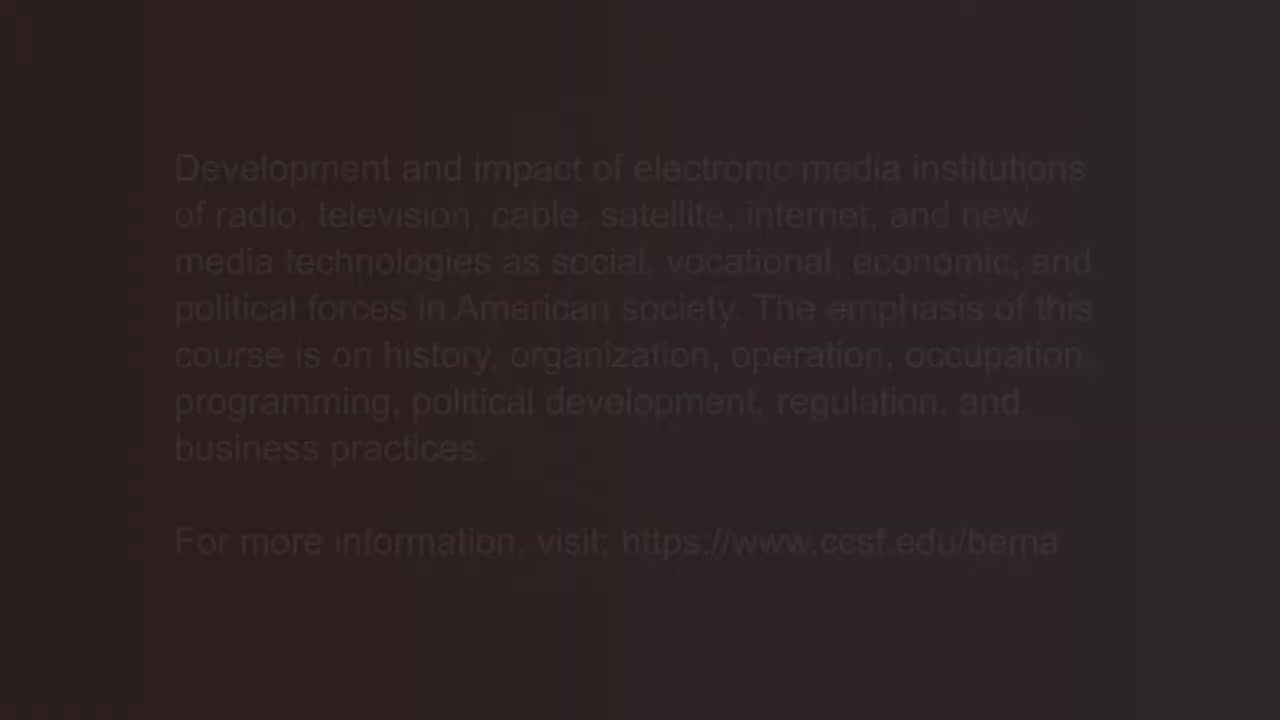 Development and impact of electronic media institutions
of radio, television, cable, satellite, internet, and new
media technologies as social, vocational, economic, and
political forces in American society. The emphasis of this
course is on history, organization, operation, occupation,
programming, political development, regulation, and
business practices.
For more information, visit: https://www.ccsf.edu/bema